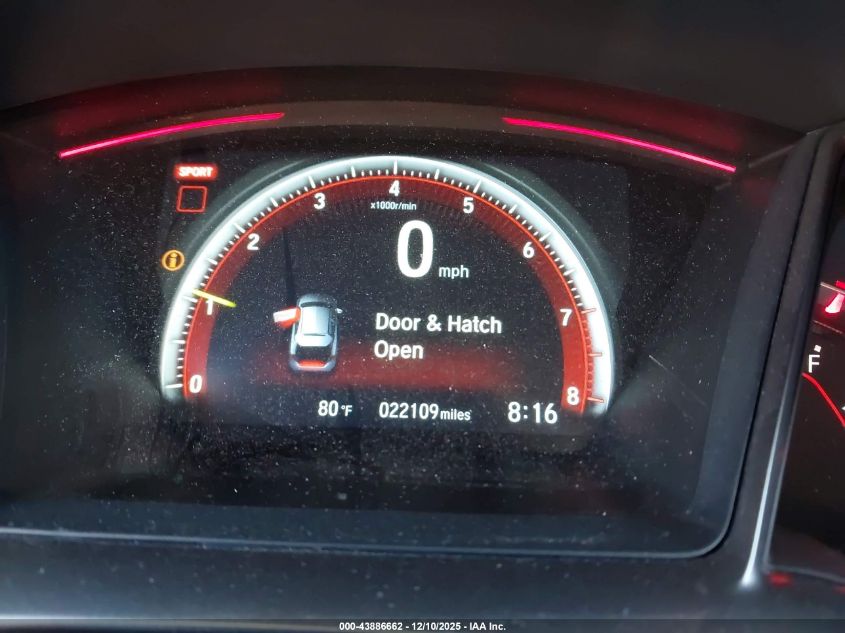 SPORT
4
3
5
x1000r/min
2
6
0 mph
i
1
7
Door & Hatch
Open
F
0
8
80 °F 022109 miles 8:16
000-43886662 - 12/10/2025 - IAA Inc.